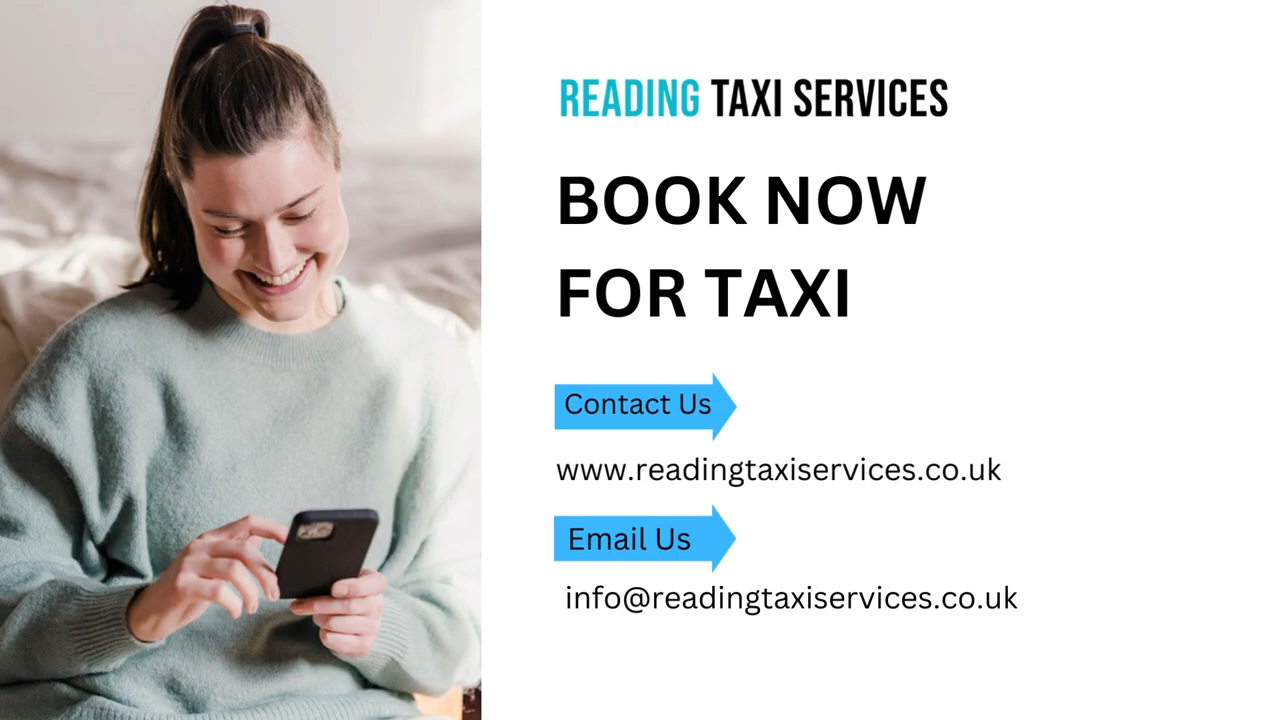 READING TAXI SERVICES
BOOK NOW
FOR TAXI
Contact Us
www.readingtaxiservices.co.uk
Email Us
info@readingtaxiservices.co.uk